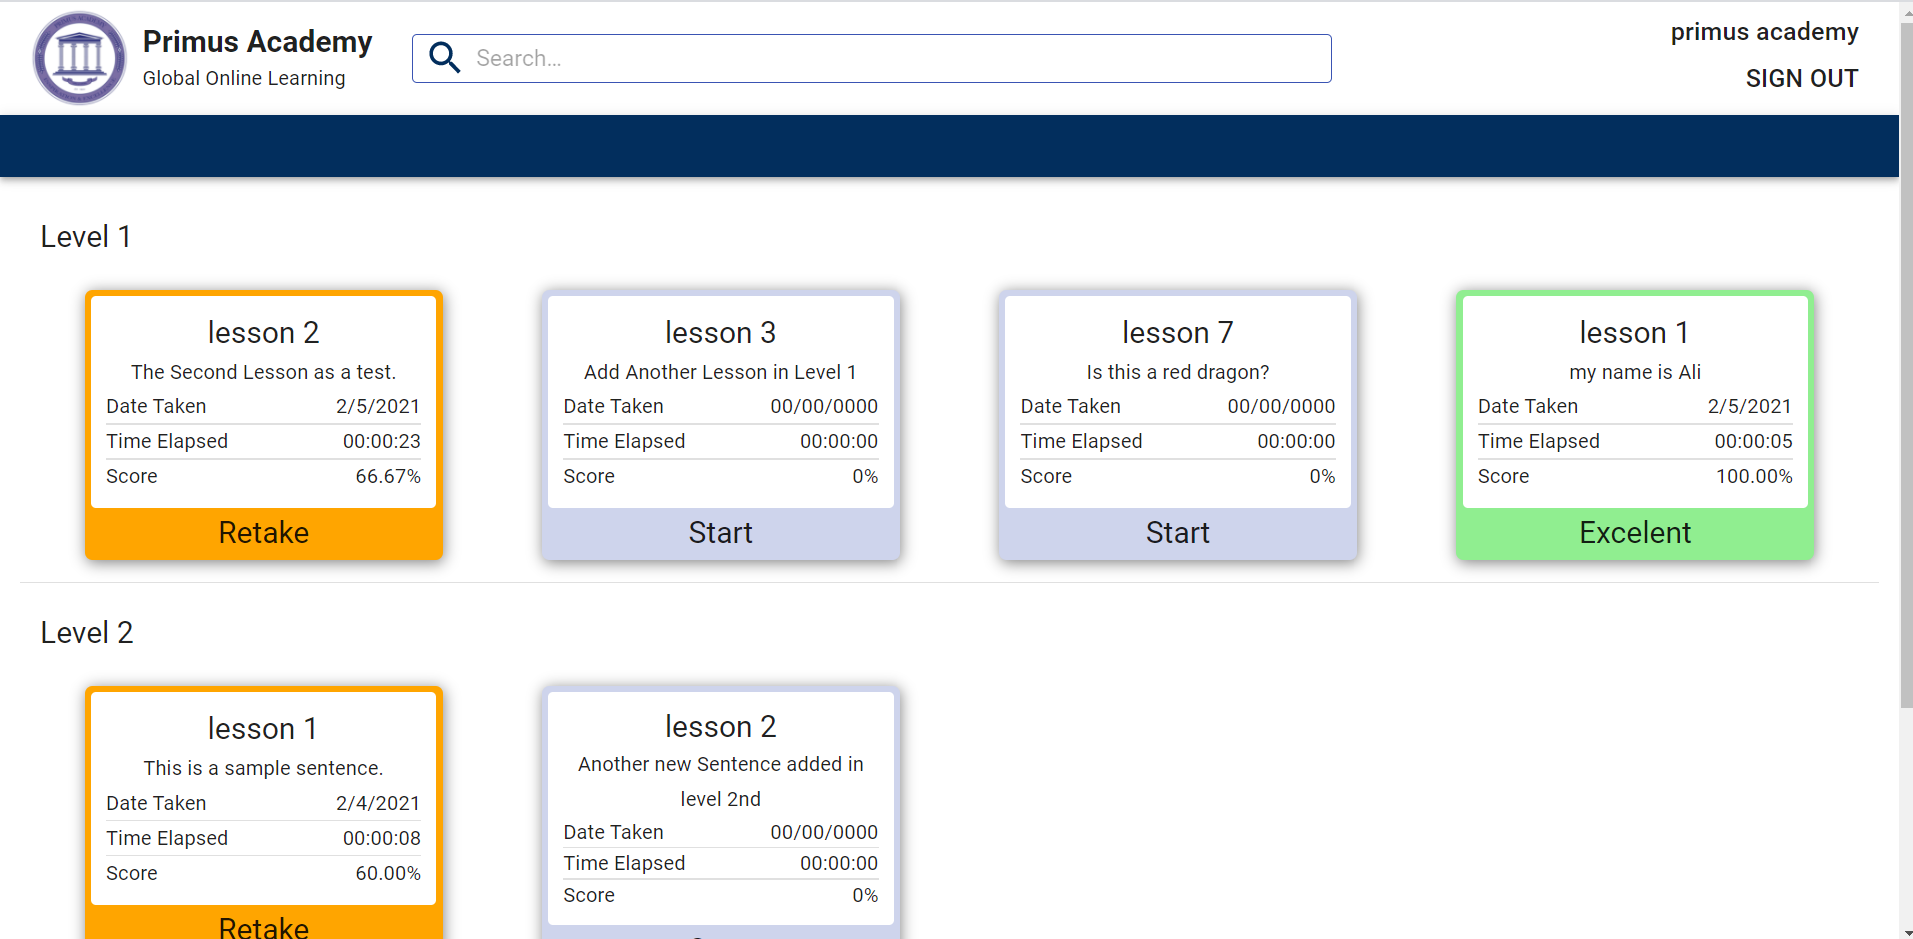 Primus Academy
Global Online Learning
Search...
primus academy
SIGN OUT
Level 1
lesson 2
The Second Lesson as a test.
Date Taken 2/5/2021
Time Elapsed 00:00:23
Score 66.67%
Retake
lesson 3
Add Another Lesson in Level 1
Date Taken 00/00/0000
Time Elapsed 00:00:00
Score 0%
Start
lesson 7
Is this a red dragon?
Date Taken 00/00/0000
Time Elapsed 00:00:00
Score 0%
Start
lesson 1
my name is Ali
Date Taken 2/5/2021
Time Elapsed 00:00:05
Score 100.00%
Excelent
Level 2
lesson 1
This is a sample sentence.
Date Taken 2/4/2021
Time Elapsed 00:00:08
Score 60.00%
Retake
lesson 2
Another new Sentence added in
level 2nd
Date Taken 00/00/0000
Time Elapsed 00:00:00
Score 0%